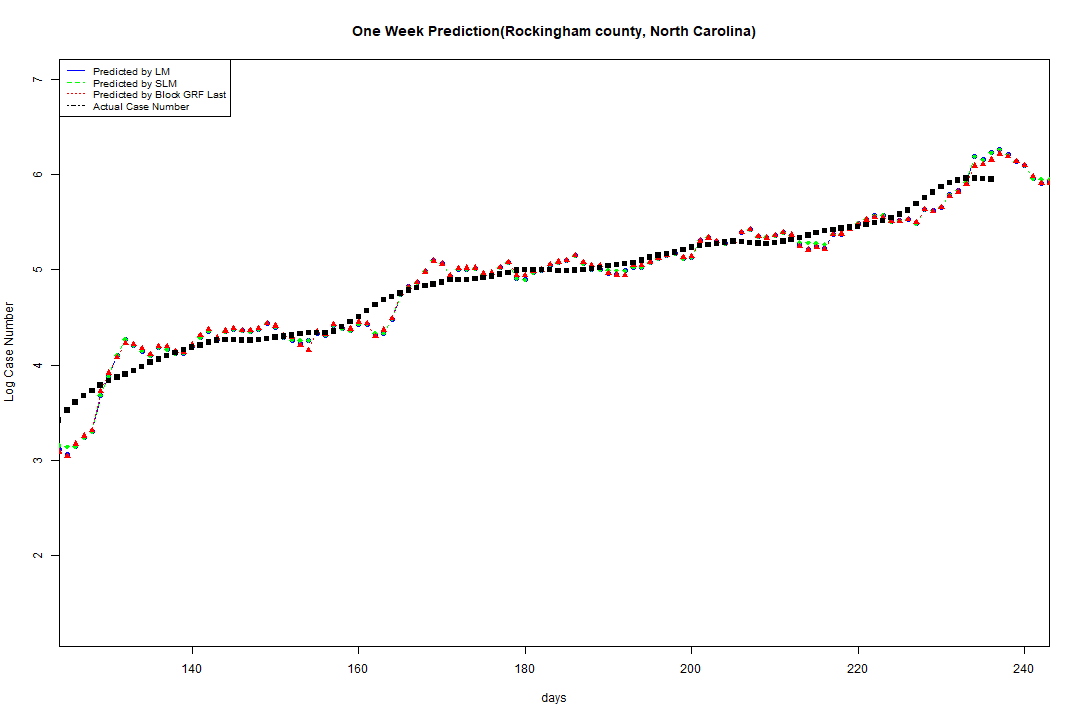 One Week Prediction(Rockingham county, North Carolina)
Predicted by LM
Predicted by SLM
Predicted by Block GRF Last
Actual Case Number
7
6
5
4
3
2
Log Case Number
140 160 180 200 220 240
days